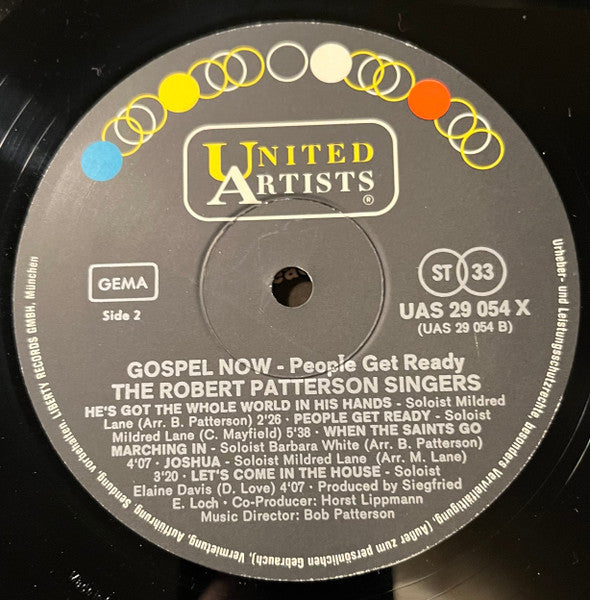 UNITED
ARTISTS
®
GEMA
Side 2
ST 33
UAS 29 054 X
(UAS 29 054 B)
GOSPEL NOW - People Get Ready
THE ROBERT PATTERSON SINGERS
HE'S GOT THE WHOLE WORLD IN HIS HANDS - Soloist Mildred
Lane (Arr. B. Patterson) 2'26 · PEOPLE GET READY - Soloist
Mildred Lane (C. Mayfield) 5'38 · WHEN THE SAINTS GO
MARCHING IN - Soloist Barbara White (Arr. B. Patterson)
4'07 · JOSHUA - Soloist Mildred Lane (Arr. M. Lane)
3'20 · LET'S COME IN THE HOUSE - Soloist
Elaine Davis (D. Love) 4'07 · Produced by Siegfried
E. Loch · Co-Producer: Horst Lippmann
Music Director: Bob Patterson
Urheber- und Leistungsschutzrechte, besonders Vervielfältigung, (Außer zum persönlichen Gebrauch), Vermietung, Aufführung, Sendung, Vorbehalten. LIBERTY RECORDS GMBH, München